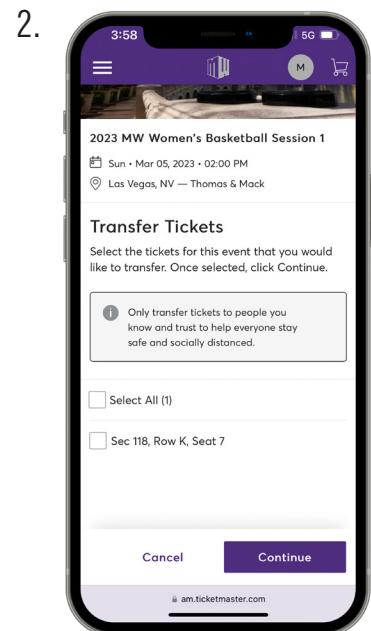 2.
3:58
5G
M
2023 MW Women's Basketball Session 1
Sun • Mar 05, 2023 • 02:00 PM
Las Vegas, NV — Thomas & Mack
Transfer Tickets
Select the tickets for this event that you would
like to transfer. Once selected, click Continue.
Only transfer tickets to people you
know and trust to help everyone stay
safe and socially distanced.
Select All (1)
Sec 118, Row K, Seat 7
Cancel
Continue
am.ticketmaster.com